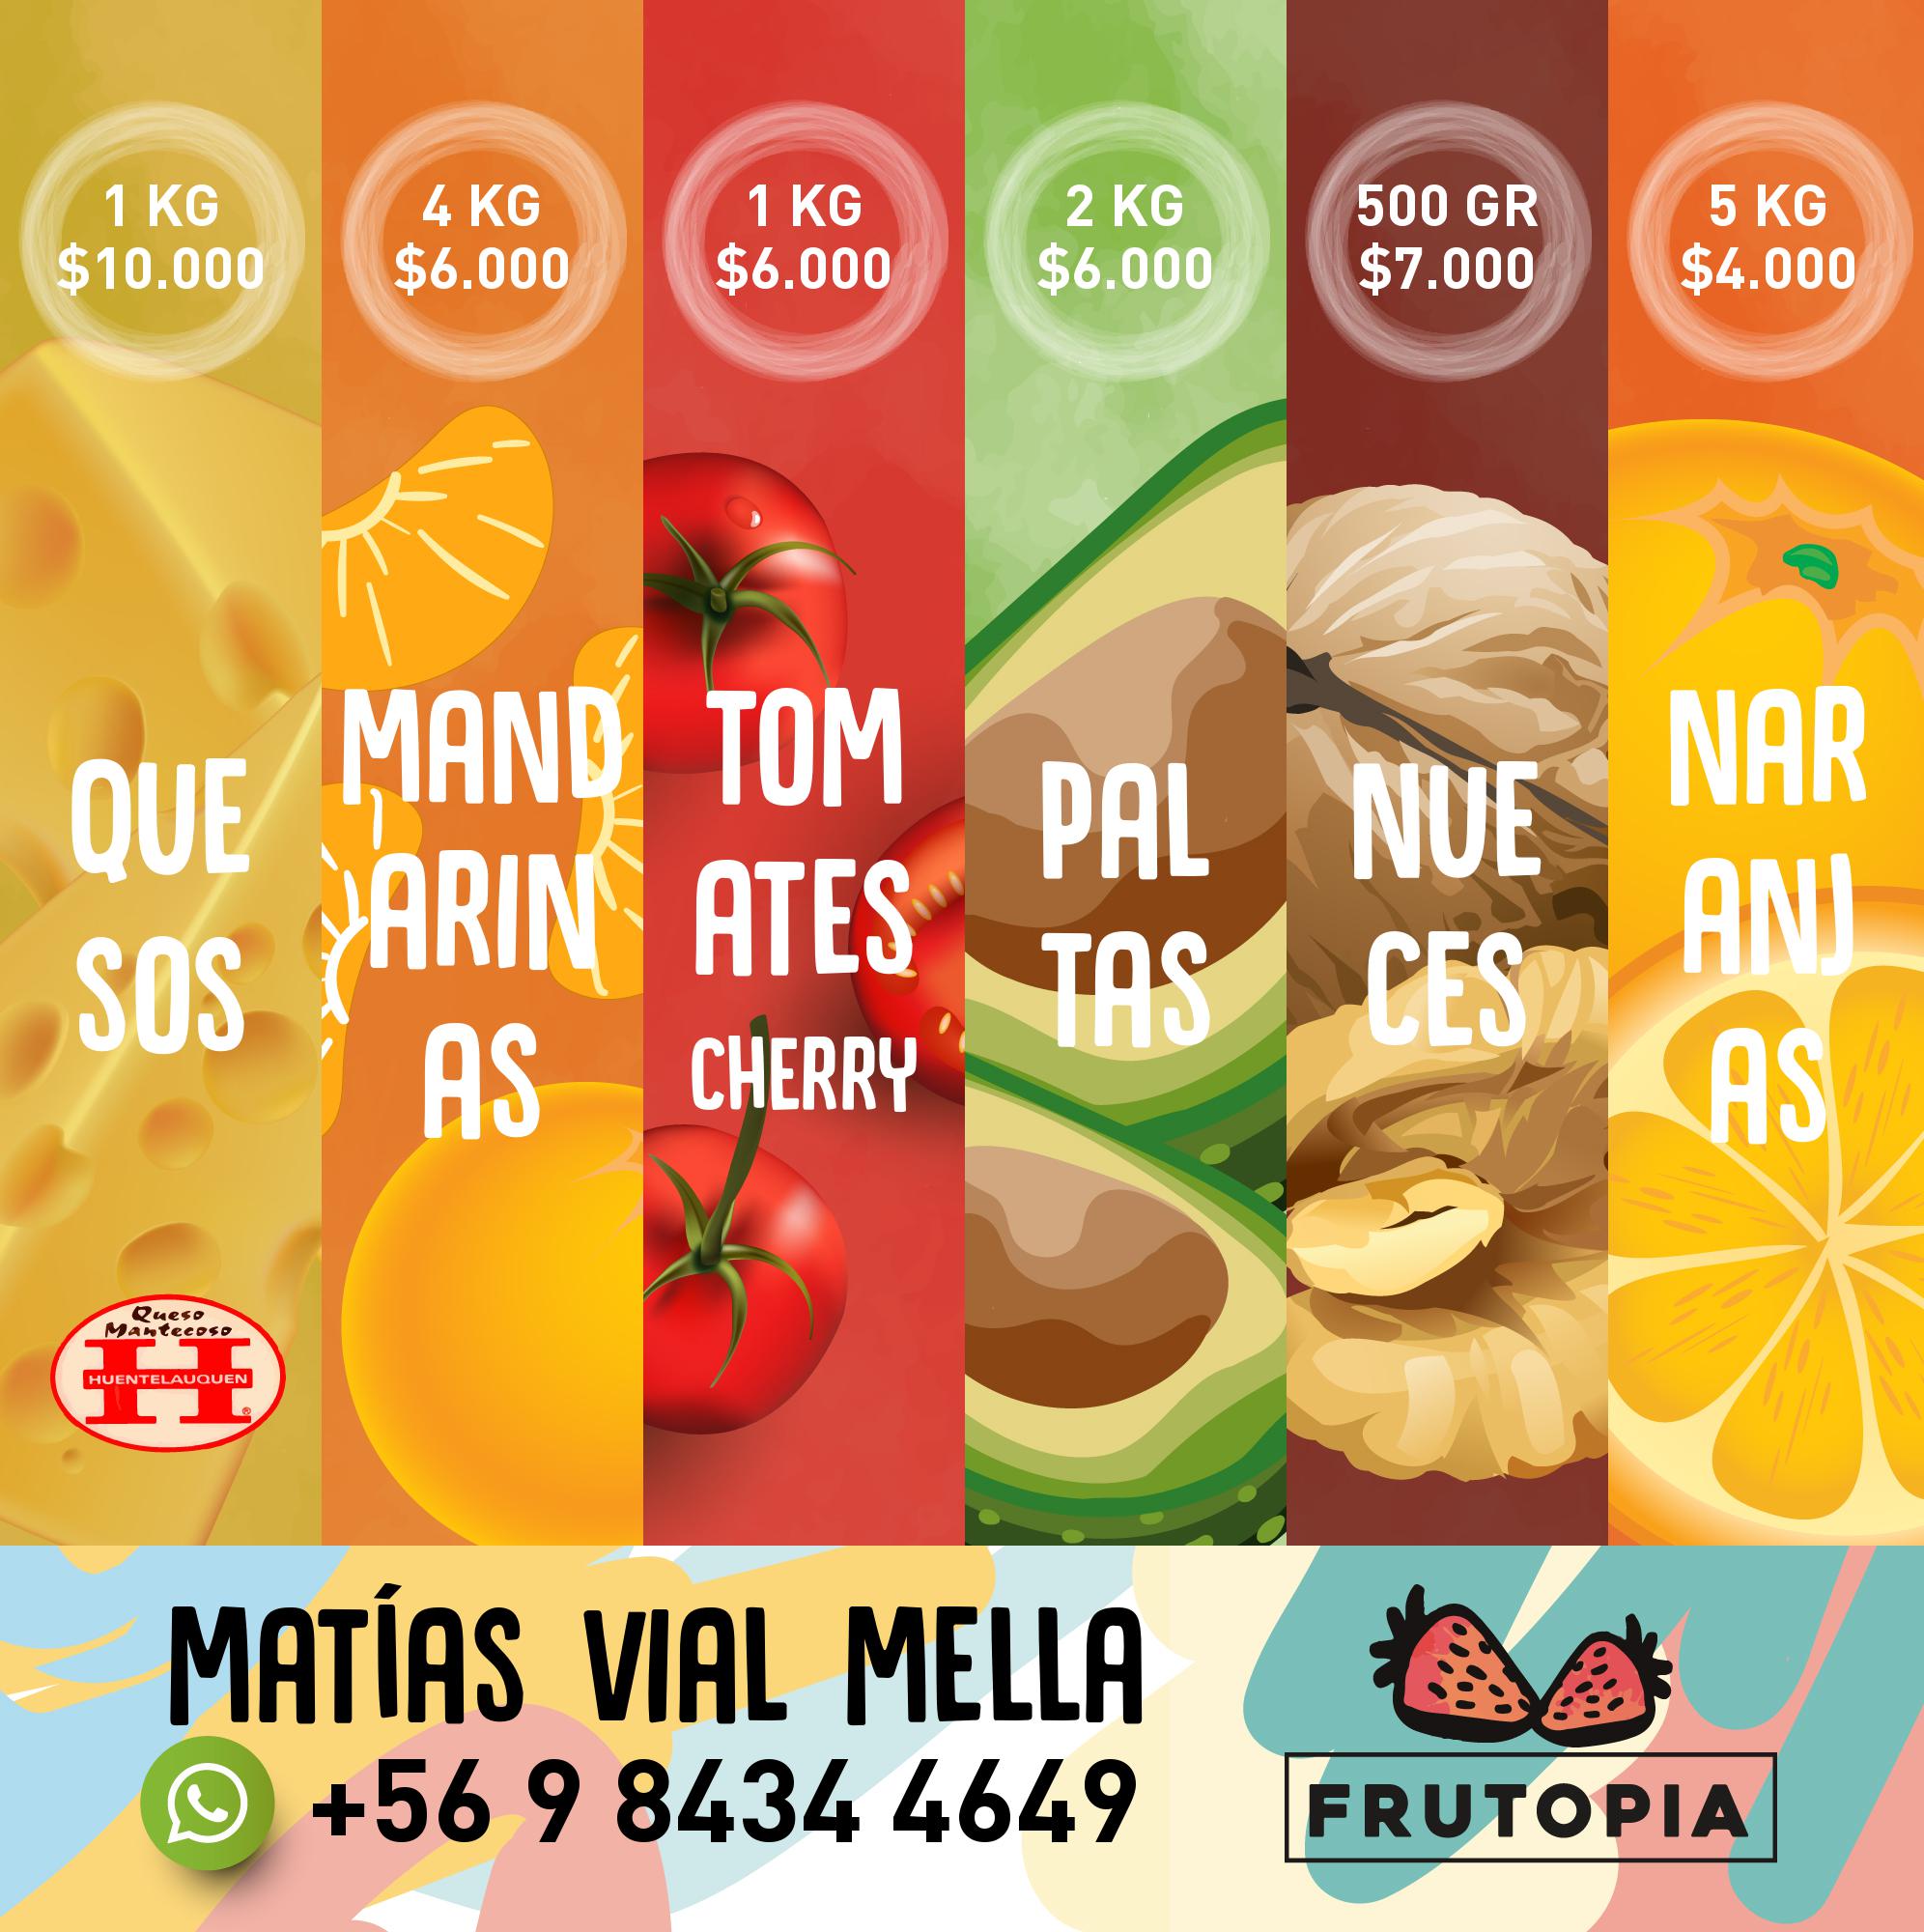 1 KG
$10.000
QUE
SOS
Queso
Mantecoso
H
HUENTELAUQUEN
®
4 KG
$6.000
MAND
ARIN
AS
1 KG
$6.000
TOM
ATES
CHERRY
2 KG
$6.000
PAL
TAS
500 GR
$7.000
NUE
CES
5 KG
$4.000
NAR
ANJ
AS
MATÍAS VIAL MELLA
+56 9 8434 4649
FRUTOPIA